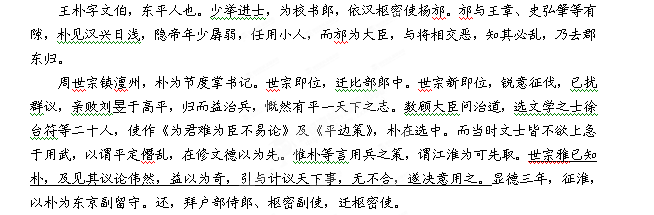 王朴字文伯，东平人也。少举进士，为校书郎，依汉枢密使杨邠。邠与王章、史弘肇等有
隙，朴见汉兴日浅，隐帝年少孱弱，任用小人，而邠为大臣，与将相交恶，知其必乱，乃去郡
东归。
周世宗镇澶州，朴为节度掌书记。世宗即位，迁比部郎中。世宗新即位，锐意征伐，已扰
群议，亲败刘旻于高平，归而益治兵，慨然有平一天下之志。数顾大臣问治道，选文学之士徐
台符等二十人，使作《为君难为臣不易论》及《平边策》，朴在选中。而当时文士皆不欲上急
于用武，以谓平定僭乱，在修文德以为先。惟朴等言用兵之策，谓江淮为可先取。世宗雅已知
朴，及见其议论伟然，益以为奇，引与计议天下事，无不合，遂决意用之。显德三年，征淮，
以朴为东京副留守。还，拜户部侍郎、枢密副使，迁枢密使。